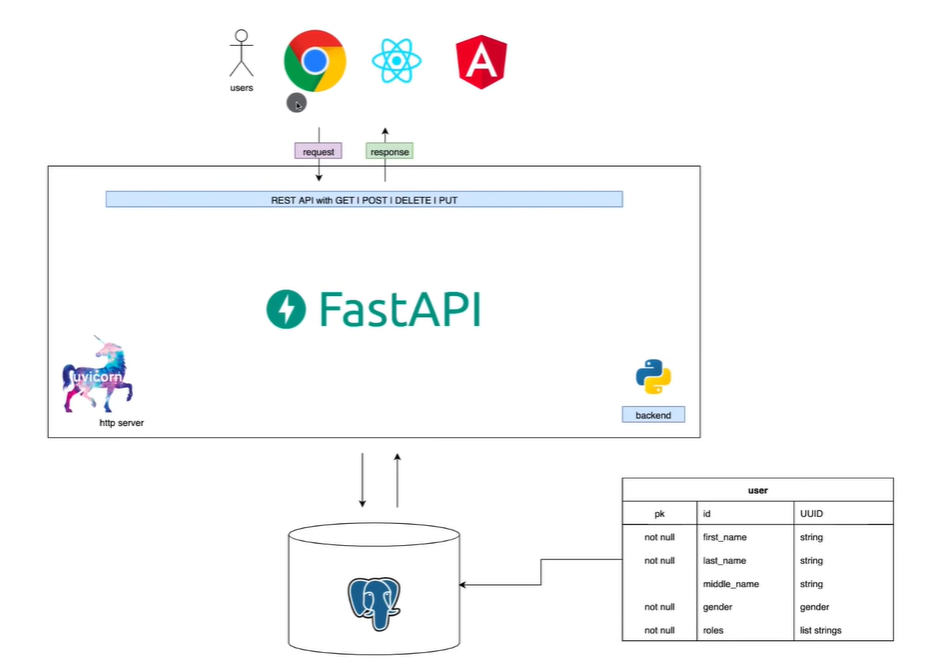 users
request
response
REST API with GET | POST | DELETE | PUT
FastAPI
uvicorn
http server
backend
user
pk id UUID
not null first_name string
not null last_name string
middle_name string
not null gender gender
not null roles list strings